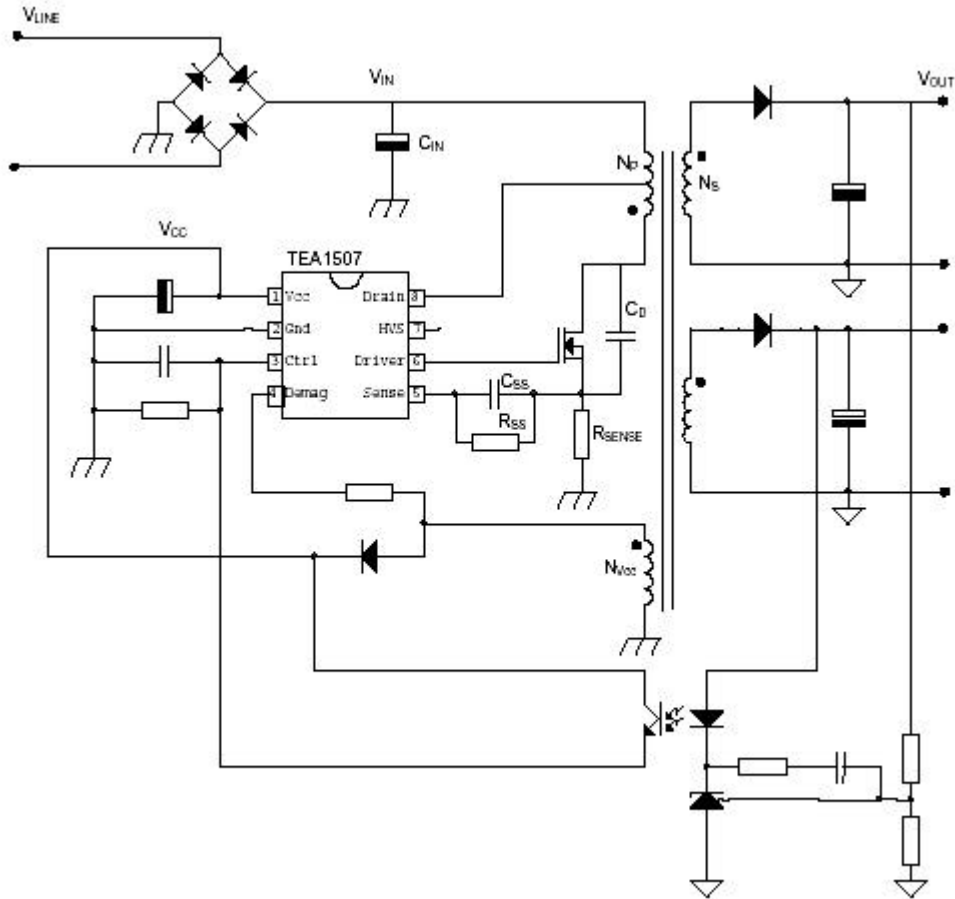 VLINE
VIN
VOUT
CIN
NP
NS
VCC
TEA1507
1 Vcc Drain 8
2 Gnd HVS 7
3 Ctrl Driver 6
4 Demag Sense 5
CD
CSS
RSS
RSENSE
NVcc